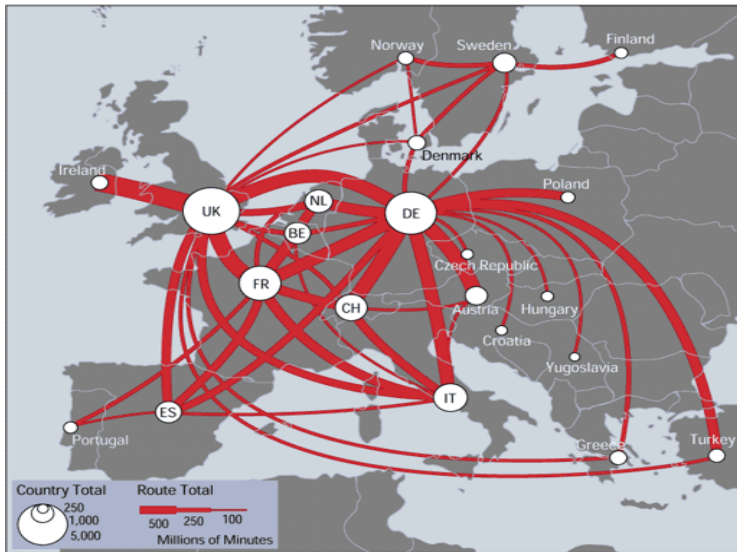 Norway
Sweden
Finland
Denmark
Ireland
UK
NL
DE
Poland
BE
Czech Republic
FR
CH
Austria
Hungary
Croatia
Yugoslavia
IT
ES
Portugal
Greece
Turkey
Country Total
250
1,000
5,000
Route Total
500 250 100
Millions of Minutes